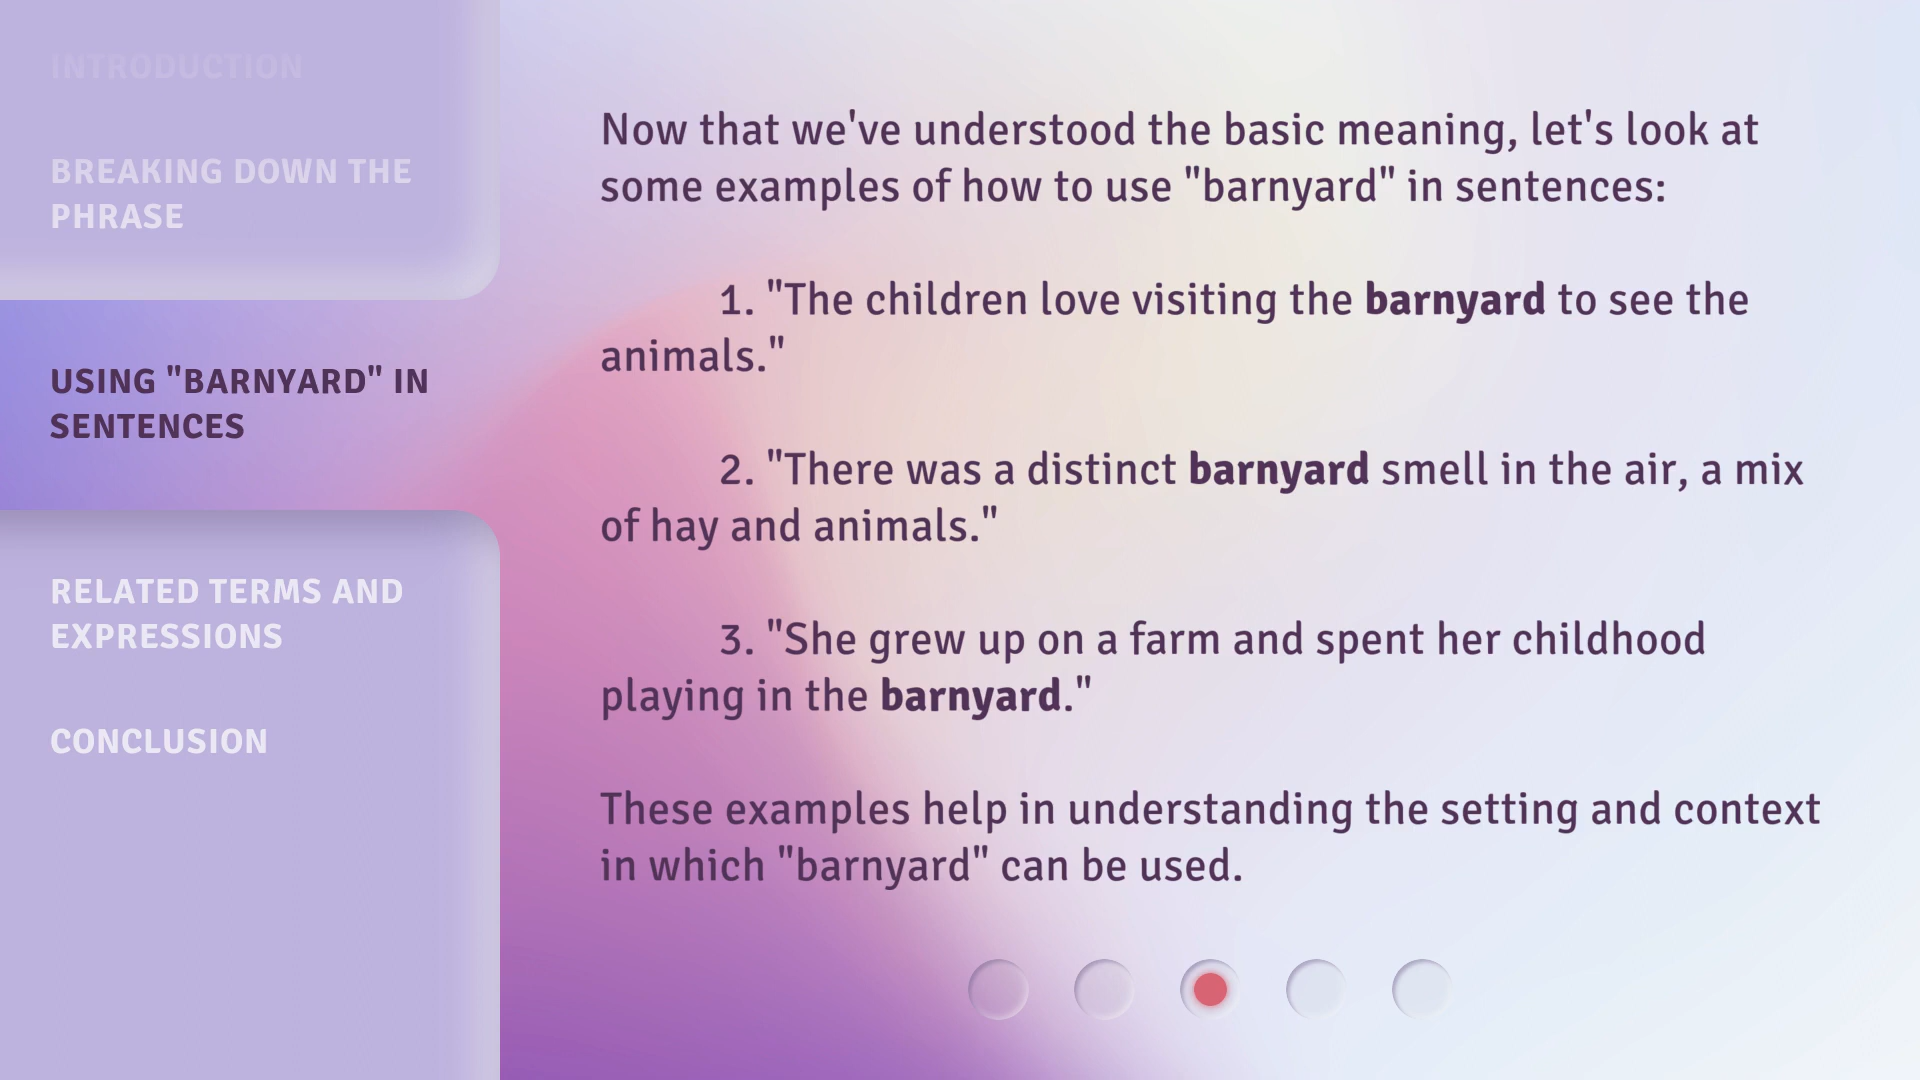 INTRODUCTION
BREAKING DOWN THE
PHRASE
USING "BARNYARD" IN
SENTENCES
RELATED TERMS AND
EXPRESSIONS
CONCLUSION
Now that we've understood the basic meaning, let's look at
some examples of how to use "barnyard" in sentences:
1. "The children love visiting the barnyard to see the
animals."
2. "There was a distinct barnyard smell in the air, a mix
of hay and animals."
3. "She grew up on a farm and spent her childhood
playing in the barnyard."
These examples help in understanding the setting and context
in which "barnyard" can be used.